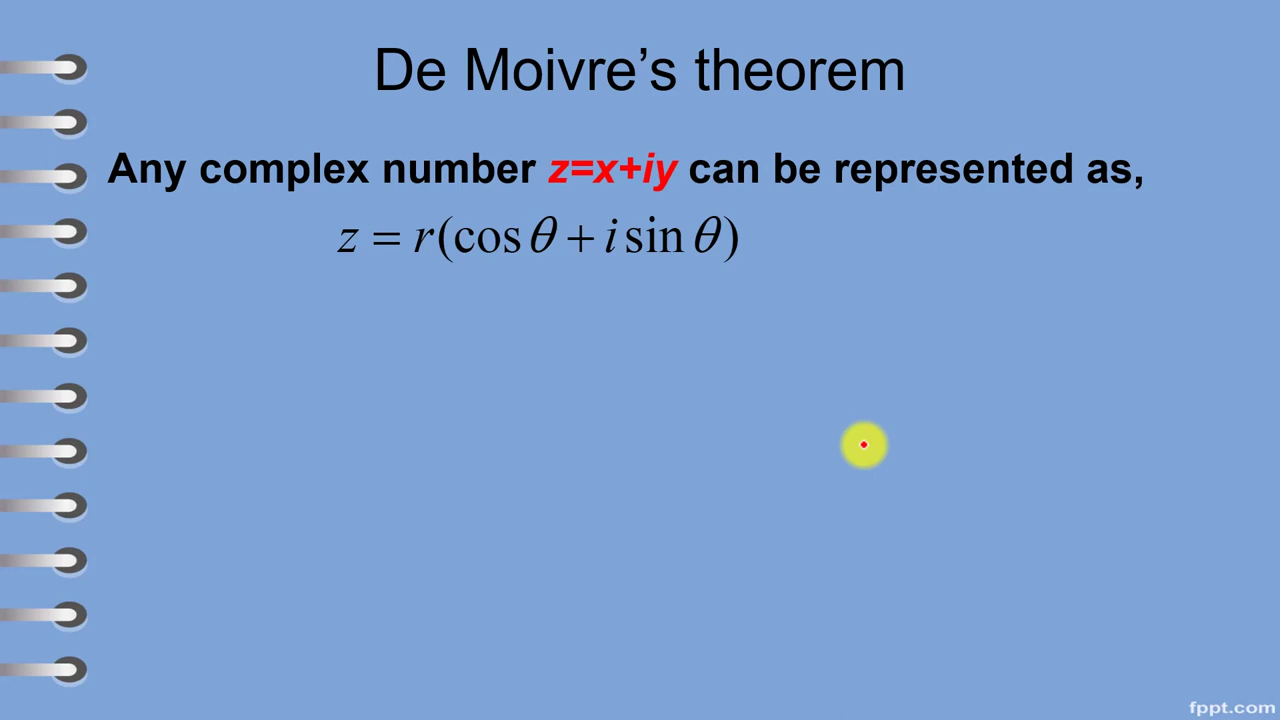 De Moivre’s theorem
Any complex number z=x+iy can be represented as,
z = r(cos θ + i sin θ)
fppt.com